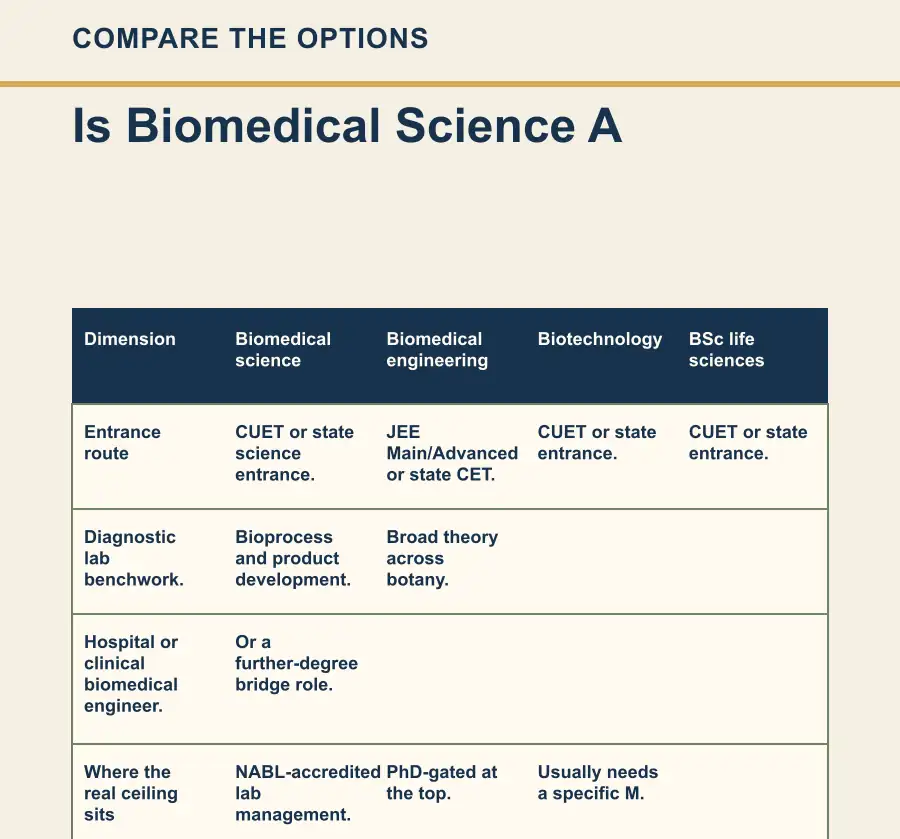 COMPARE THE OPTIONS
Is Biomedical Science A
Dimension
Biomedical
science
Biomedical
engineering
Biotechnology
BSc life
sciences
Entrance
route
CUET or state
science
entrance.
JEE
Main/Advanced
or state CET.
CUET or state
entrance.
CUET or state
entrance.
Diagnostic
lab
benchwork.
Bioprocess
and product
development.
Broad theory
across
botany.
Hospital or
clinical
biomedical
engineer.
Or a
further-degree
bridge role.
Where the
real ceiling
sits
NABL-accredited
lab
management.
PhD-gated at
the top.
Usually needs
a specific M.